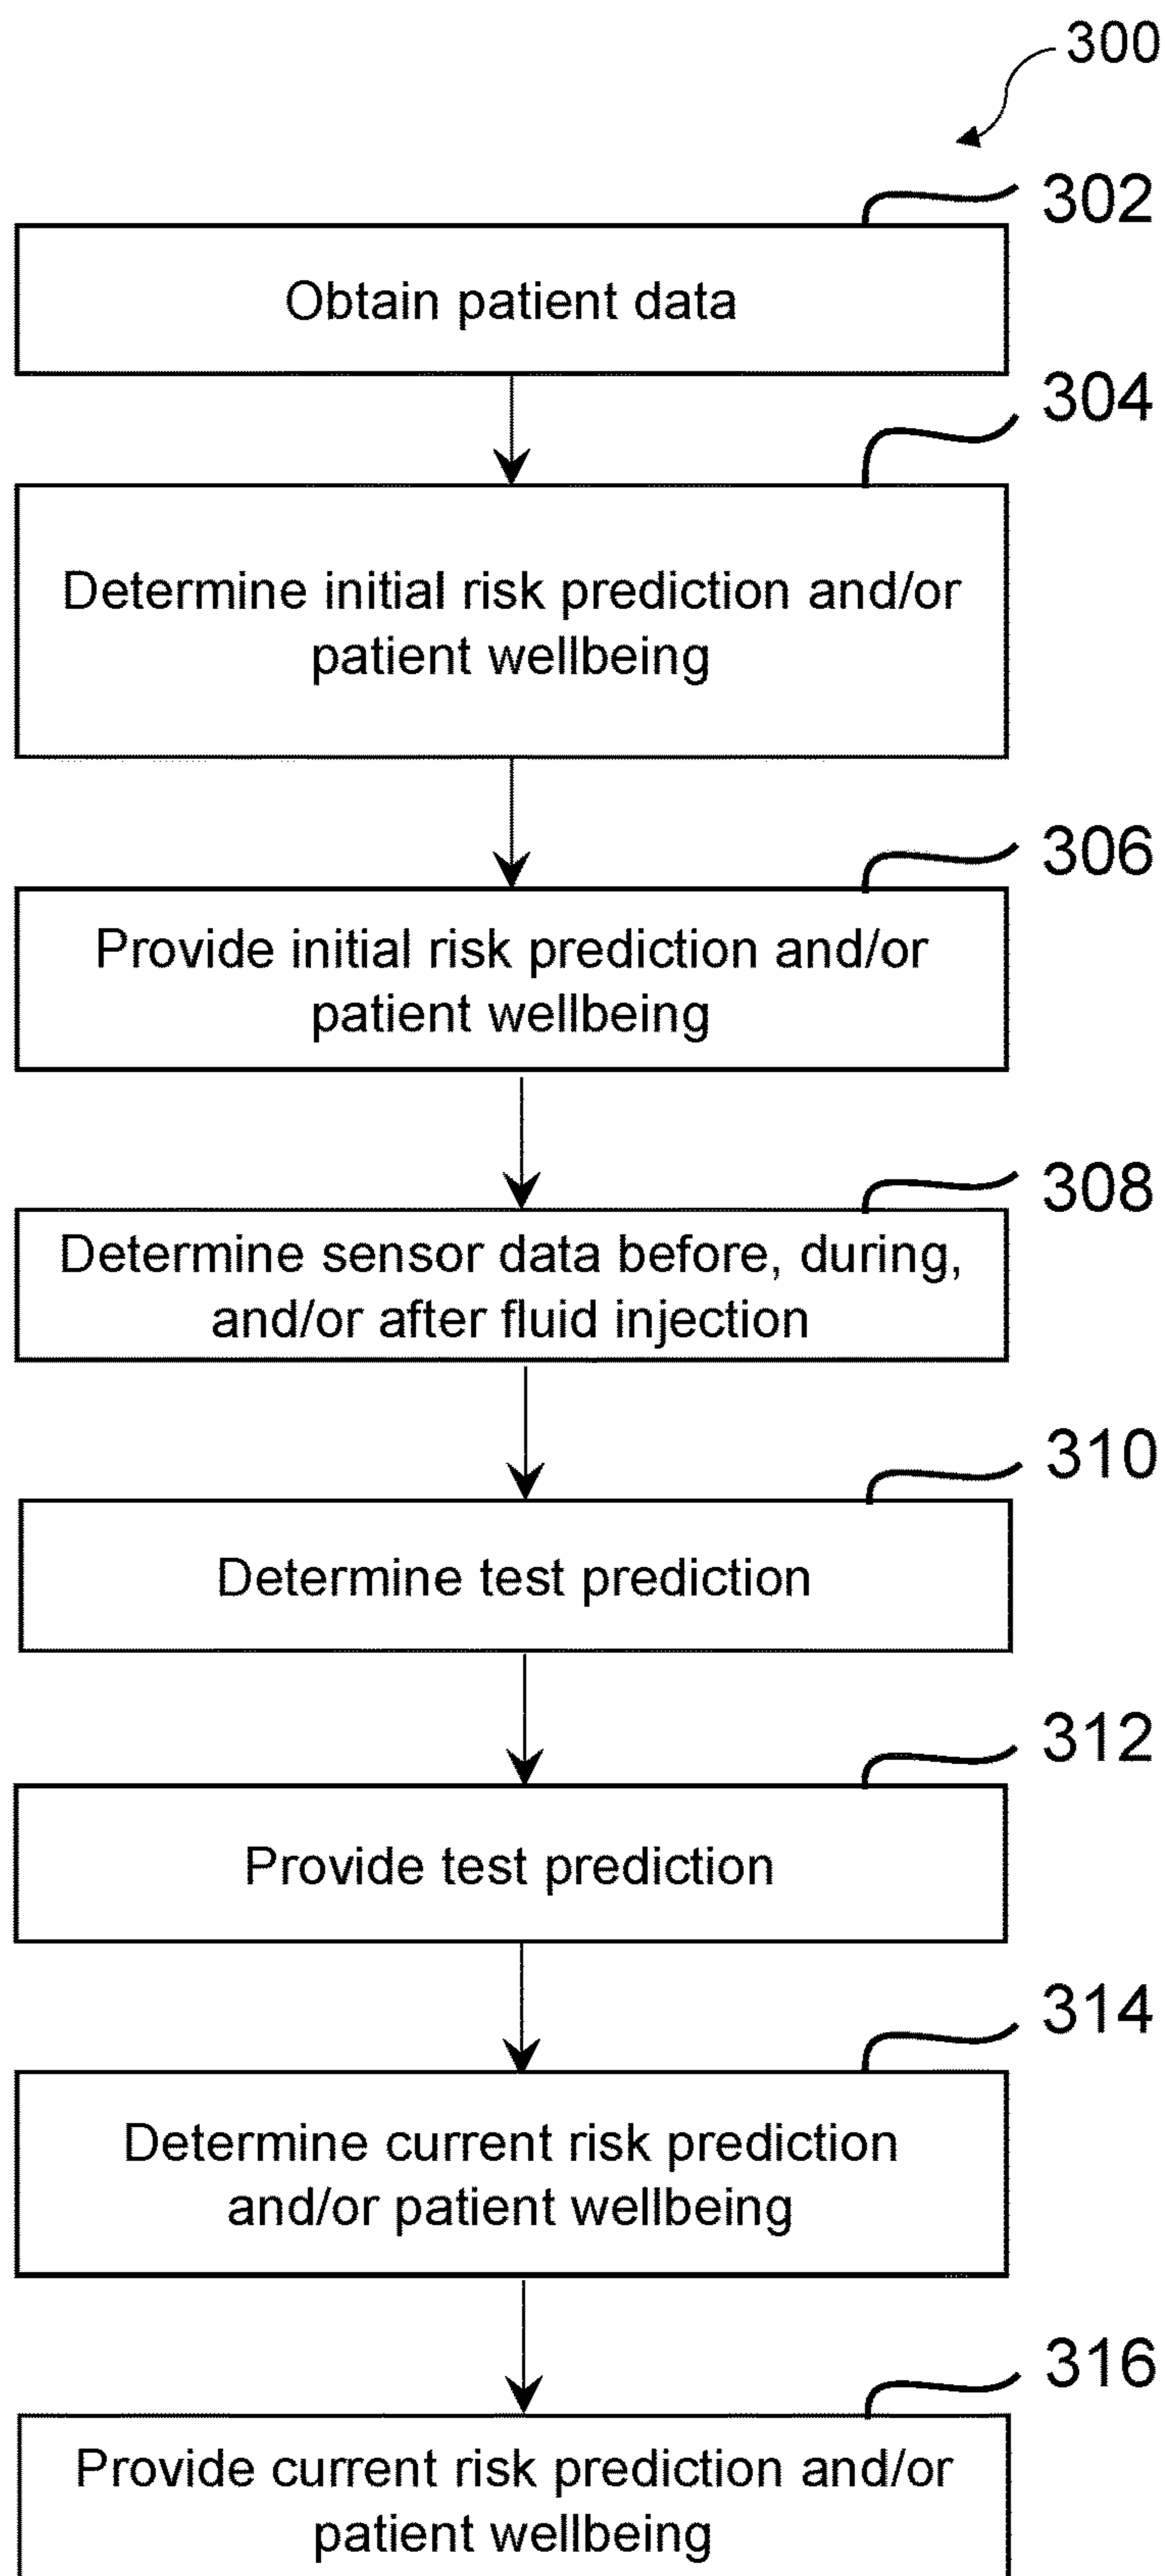 300
302
Obtain patient data
304
Determine initial risk prediction and/or
patient wellbeing
306
Provide initial risk prediction and/or
patient wellbeing
308
Determine sensor data before, during,
and/or after fluid injection
310
Determine test prediction
312
Provide test prediction
314
Determine current risk prediction
and/or patient wellbeing
316
Provide current risk prediction and/or
patient wellbeing